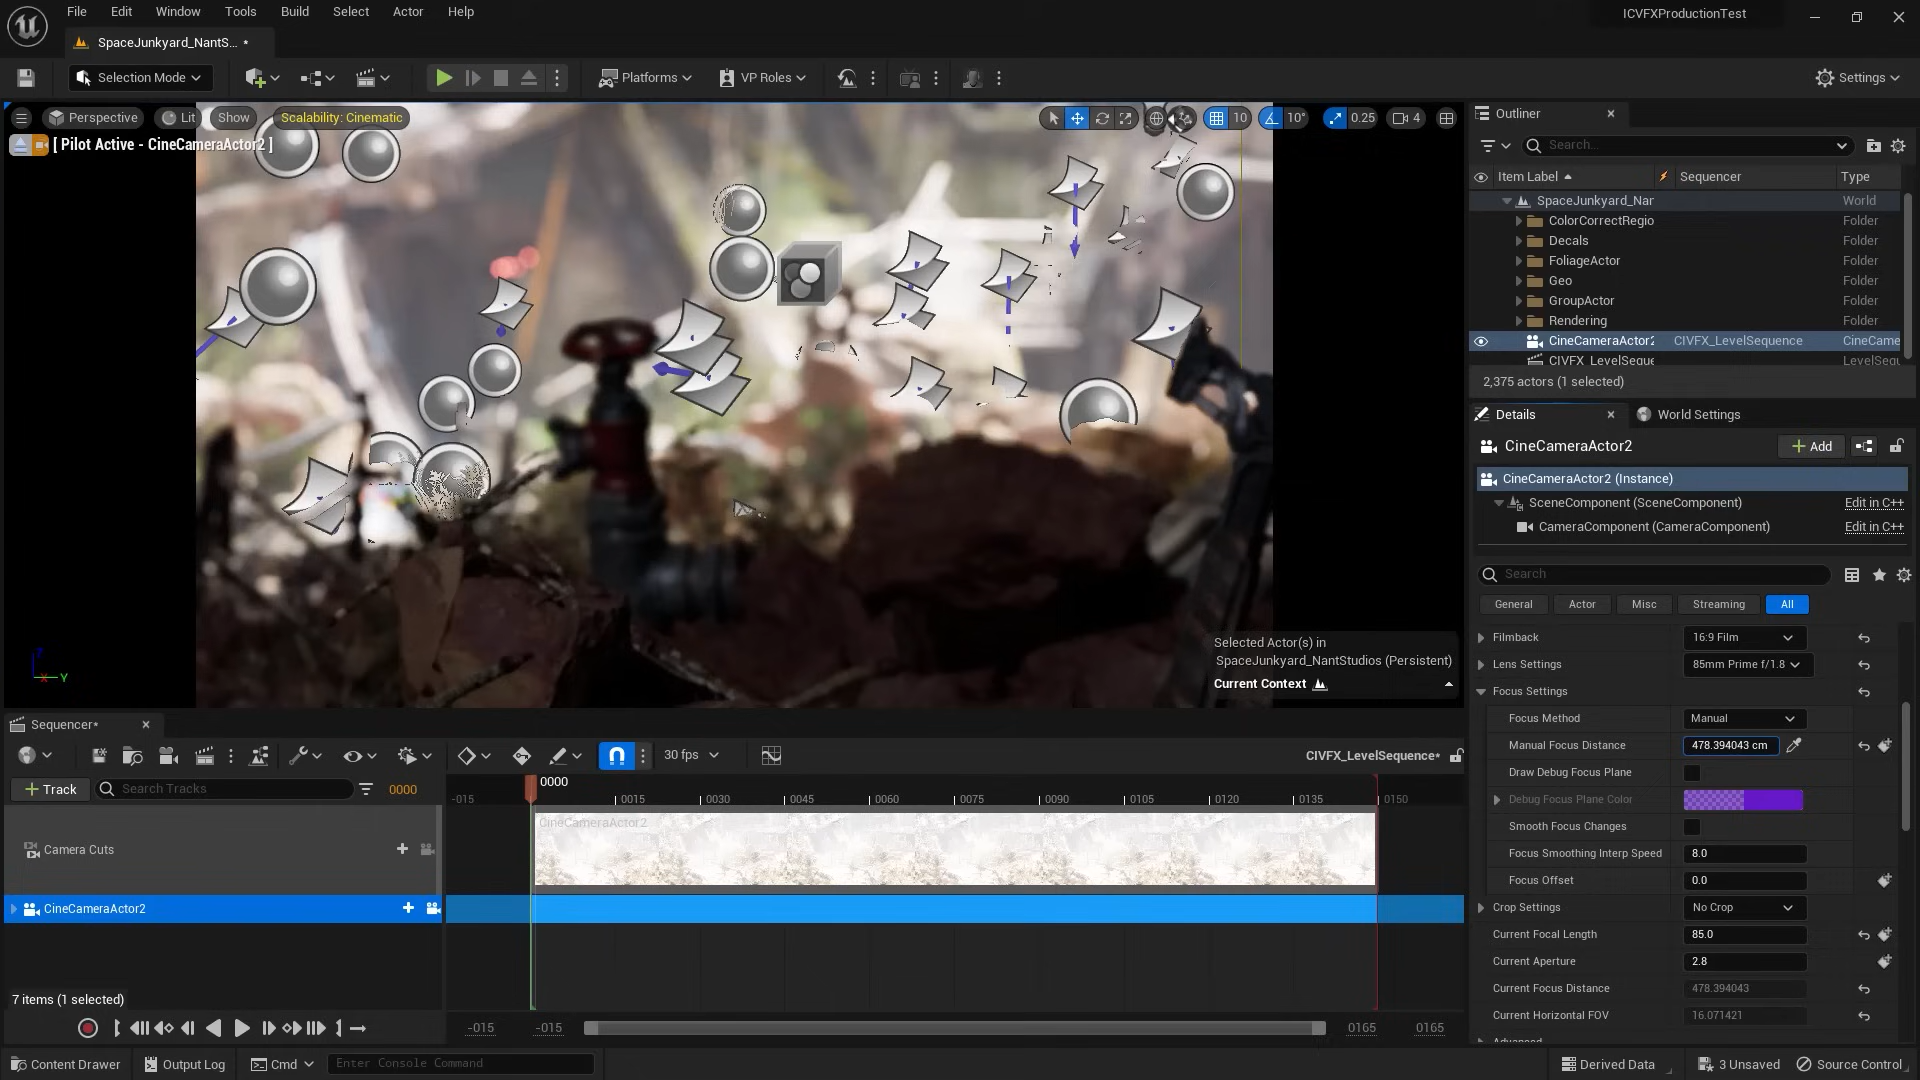 File Edit Window Tools Build Select Actor Help
ICVFXProductionTest
SpaceJunkyard_NantS... *
Selection Mode
Platforms
VP Roles
Settings
Perspective
Lit
Show
Scalability: Cinematic
10
10°
0.25
4
[ Pilot Active - CineCameraActor2 ]
Outliner
Search...
Item Label Sequencer Type
SpaceJunkyard_Nar World
ColorCorrectRegio Folder
Decals Folder
FoliageActor Folder
Geo Folder
GroupActor Folder
Rendering Folder
CineCameraActor2 CIVFX_LevelSequence CineCame
CIVFX_LevelSeque LevelSequ
2,375 actors (1 selected)
Details
World Settings
CineCameraActor2
Add
CineCameraActor2 (Instance)
SceneComponent (SceneComponent) Edit in C++
CameraComponent (CameraComponent) Edit in C++
Search
General Actor Misc Streaming All
Filmback 16:9 Film
Lens Settings 85mm Prime f/1.8
Focus Settings
Focus Method Manual
Manual Focus Distance 478.394043 cm
Draw Debug Focus Plane
Debug Focus Plane Color
Smooth Focus Changes
Focus Smoothing Interp Speed 8.0
Focus Offset 0.0
Crop Settings No Crop
Current Focal Length 85.0
Current Aperture 2.8
Current Focus Distance 478.394043
Current Horizontal FOV 16.071421
Advanced
Y
Selected Actor(s) in
SpaceJunkyard_NantStudios (Persistent)
Current Context
Sequencer*
30 fps
CIVFX_LevelSequence*
Track
Search Tracks
0000
0000
-015 0015 0030 0045 0060 0075 0090 0105 0120 0135 0150
CineCameraActor2
Camera Cuts
CineCameraActor2
7 items (1 selected)
-015 -015 0165 0165
Content Drawer
Output Log
Cmd
Enter Console Command
Derived Data
3 Unsaved
Source Control